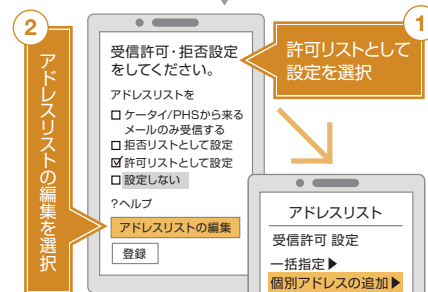 1
許可リストとして
設定を選択
2
アドレスリストの編集を選択
受信許可・拒否設定
をしてください。
アドレスリストを
ケータイ/PHSから来る
メールのみ受信する
拒否リストとして設定
許可リストとして設定
設定しない
?ヘルプ
アドレスリストの編集
登録
アドレスリスト
受信許可 設定
一括指定▶
個別アドレスの追加▶